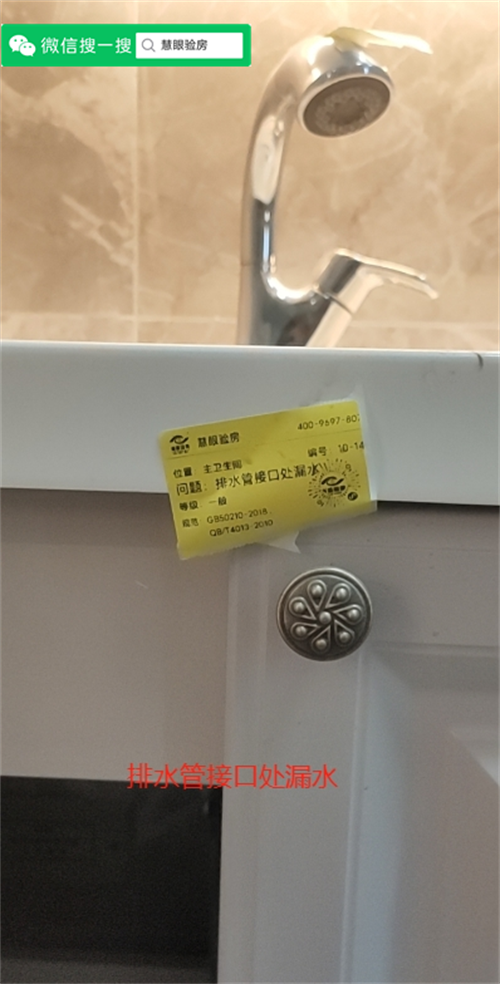 微信搜一搜 慧眼验房
慧眼验房
400-9697-807
位置 主卫生间
编号 10-14
问题: 排水管接口处漏水
等级 一般
规范 GB50210-2018
QB/T4013-2010
排水管接口处漏水